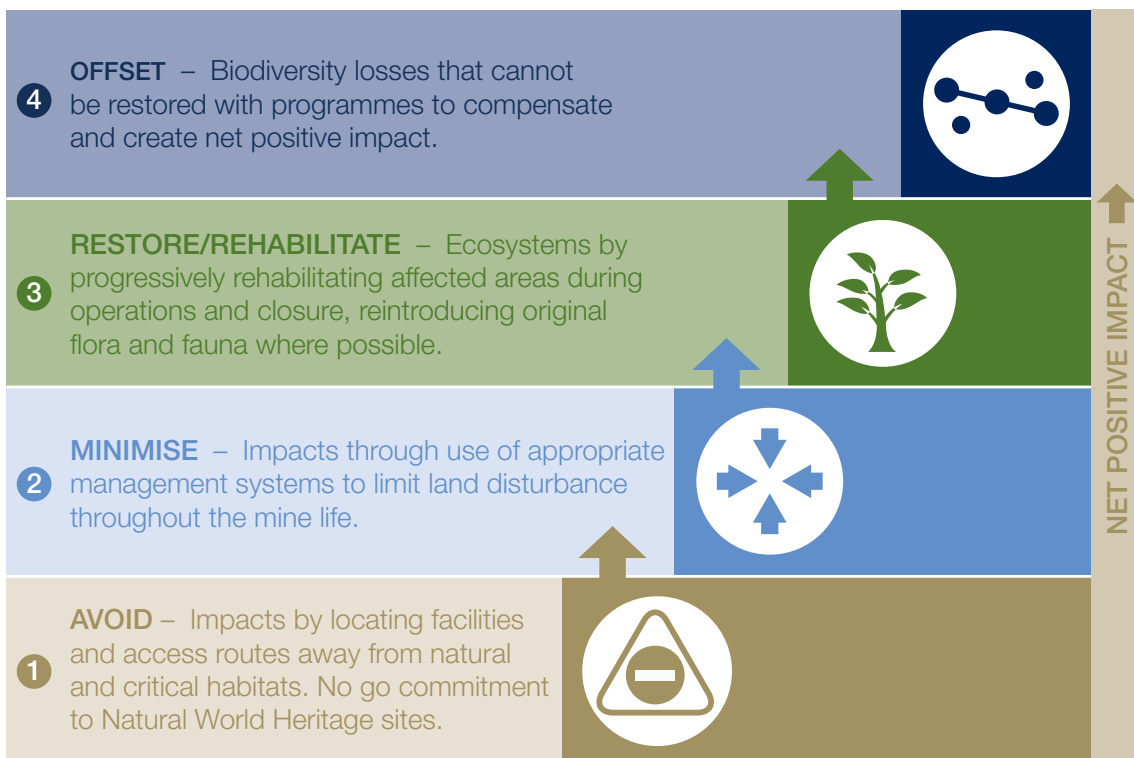 4
OFFSET – Biodiversity losses that cannot
be restored with programmes to compensate
and create net positive impact.
3
RESTORE/REHABILITATE – Ecosystems by
progressively rehabilitating affected areas during
operations and closure, reintroducing original
flora and fauna where possible.
2
MINIMISE – Impacts through use of appropriate
management systems to limit land disturbance
throughout the mine life.
1
AVOID – Impacts by locating facilities
and access routes away from natural
and critical habitats. No go commitment
to Natural World Heritage sites.
NET POSITIVE IMPACT